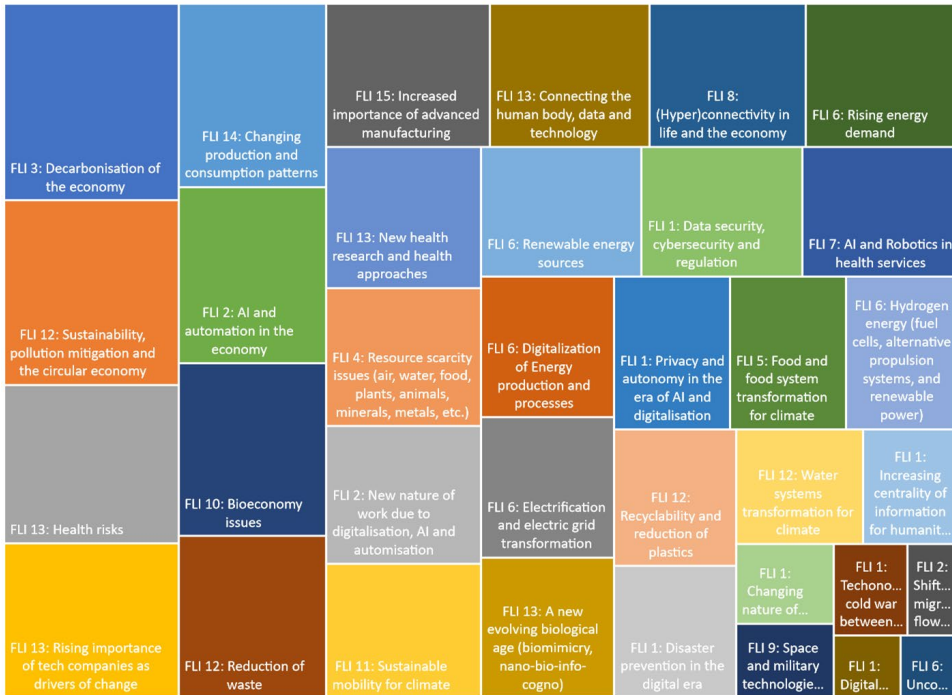 FLI 3: Decarbonisation
of the economy
FLI 12: Sustainability,
pollution mitigation and
the circular economy
FLI 13: Health risks
FLI 13: Rising importance
of tech companies as
drivers of change
FLI 14: Changing
production and
consumption patterns
FLI 2: AI and
automation in the
economy
FLI 10: Bioeconomy
issues
FLI 12: Reduction of
waste
FLI 15: Increased
importance of advanced
manufacturing
FLI 13: New health
research and health
approaches
FLI 4: Resource scarcity
issues (air, water, food,
plants, animals,
minerals, metals, etc.)
FLI 2: New nature of
work due to
digitalisation, AI and
automisation
FLI 11: Sustainable
mobility for climate
FLI 13: Connecting the
human body, data and
technology
FLI 8:
(Hyper)connectivity in
life and the economy
FLI 6: Rising energy
demand
FLI 6: Renewable energy
sources
FLI 1: Data security,
cybersecurity and
regulation
FLI 7: AI and Robotics in
health services
FLI 6: Digitalization
of Energy
production and
processes
FLI 6: Electrification
and electric grid
transformation
FLI 13: A new
evolving biological
age (biomimicry,
nano-bio-info-
cogno)
FLI 1: Privacy and
autonomy in the
era of AI and
digitalisation
FLI 5: Food and
food system
transformation
for climate
FLI 6: Hydrogen
energy (fuel
cells, alternative
propulsion
systems, and
renewable
power)
FLI 12:
Recyclability and
reduction of
plastics
FLI 1: Disaster
prevention in the
digital era
FLI 12: Water
systems
transformation for
climate
FLI 1:
Increasing
centrality of
information
for humanit...
FLI 1:
Changing
nature of...
FLI 9: Space
and military
technologie...
FLI 1:
Techono...
cold war
between...
FLI 2:
Shift...
migr...
flow...
FLI 1:
Digital...
FLI 6:
Unco...